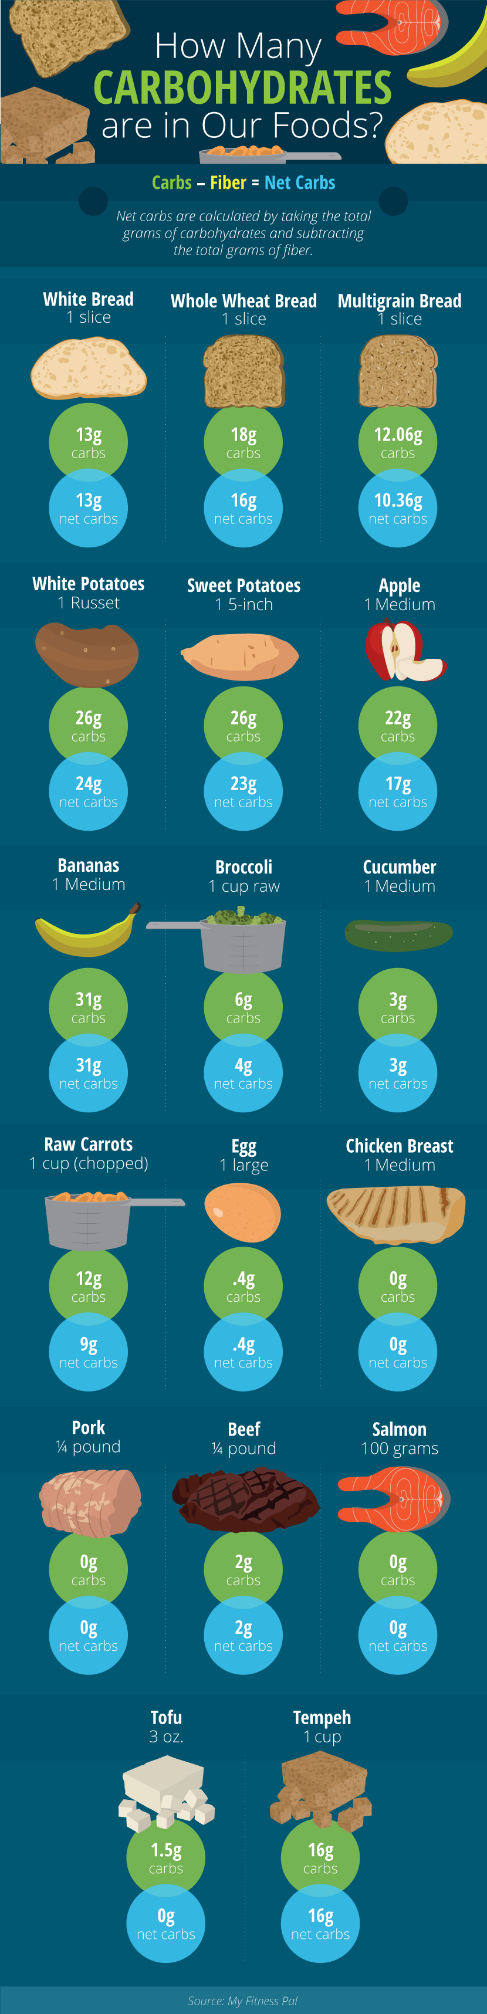 How Many
CARBOHYDRATES
are in Our Foods?
Carbs – Fiber = Net Carbs
Net carbs are calculated by taking the total
grams of carbohydrates and subtracting
the total grams of fiber.
White Bread
1 slice
13g
carbs
13g
net carbs
Whole Wheat Bread
1 slice
18g
carbs
16g
net carbs
Multigrain Bread
1 slice
12.06g
carbs
10.36g
net carbs
White Potatoes
1 Russet
26g
carbs
24g
net carbs
Sweet Potatoes
1 5-inch
26g
carbs
23g
net carbs
Apple
1 Medium
22g
carbs
17g
net carbs
Bananas
1 Medium
31g
carbs
31g
net carbs
Broccoli
1 cup raw
6g
carbs
4g
net carbs
Cucumber
1 Medium
3g
carbs
3g
net carbs
Raw Carrots
1 cup (chopped)
12g
carbs
9g
net carbs
Egg
1 large
.4g
carbs
.4g
net carbs
Chicken Breast
1 Medium
0g
carbs
0g
net carbs
Pork
¼ pound
0g
carbs
0g
net carbs
Beef
¼ pound
2g
carbs
2g
net carbs
Salmon
100 grams
0g
carbs
0g
net carbs
Tofu
3 oz.
1.5g
carbs
0g
net carbs
Tempeh
1 cup
16g
carbs
16g
net carbs
Source: My Fitness Pal